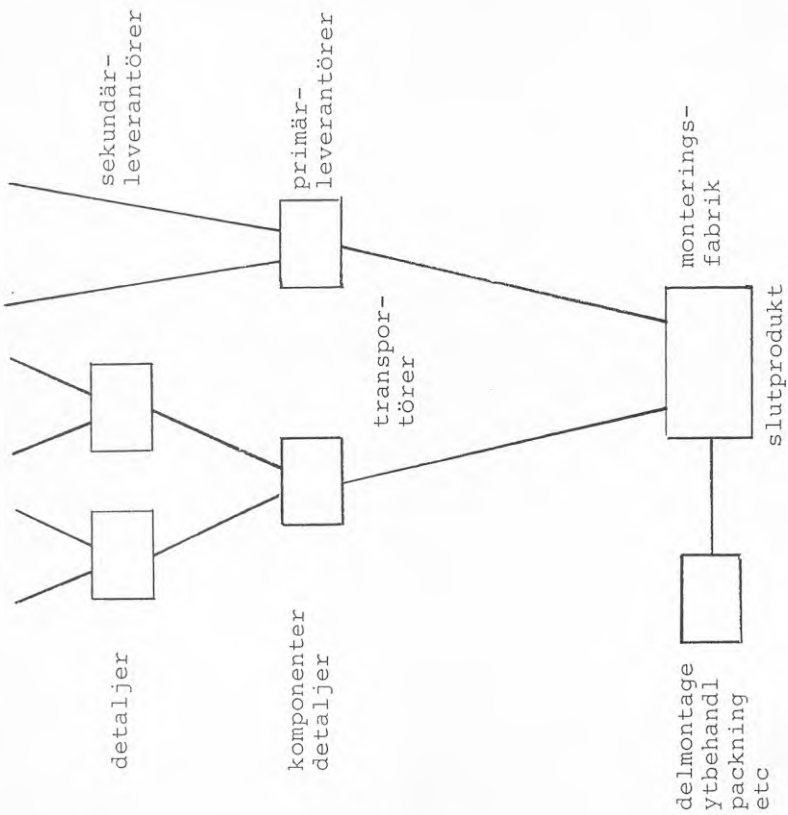 sekundär-
leverantörer
primär-
leverantörer
monterings-
fabrik
transpor-
törer
slutprodukt
detaljer
komponenter
detaljer
delmontage
ytbehandl
packning
etc